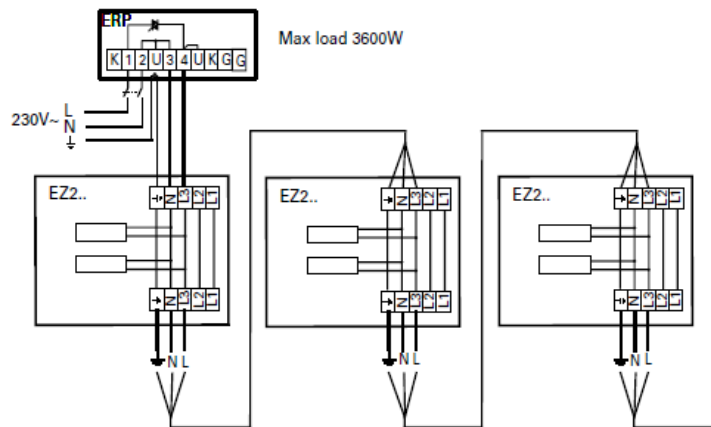 ERP
Max load 3600W
K 1 2 U 3 4 U K G G
230V~ L
N
EZ2..
N L3 L2 L1
N L3 L2 L1
N L
EZ2..
N L3 L2 L1
N L3 L2 L1
N L
EZ2..
N L3 L2 L1
N L3 L2 L1
N L